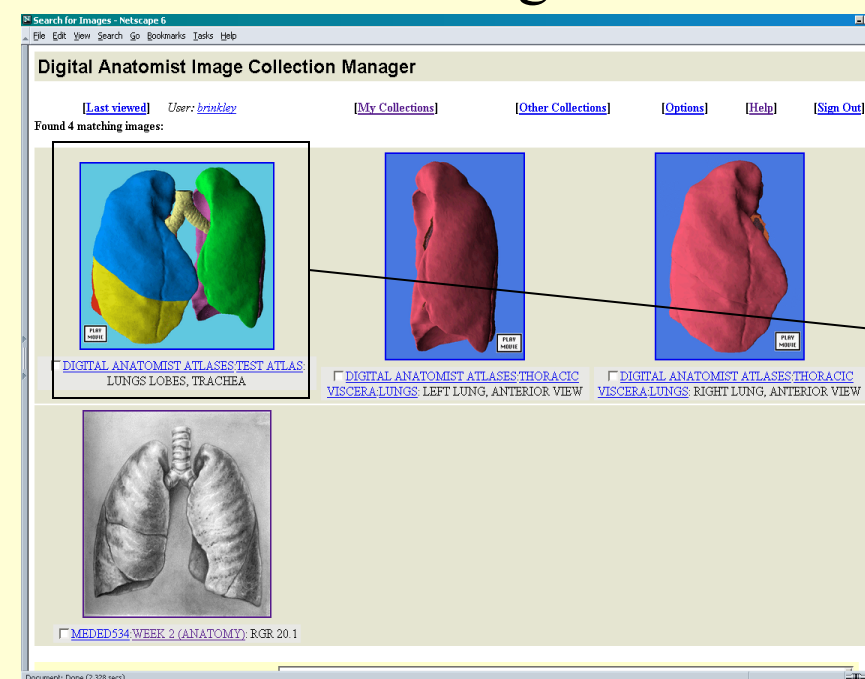 Search for Images - Netscape 6
File Edit View Search Go Bookmarks Tasks Help
Digital Anatomist Image Collection Manager
[Last viewed] User: brinkley [My Collections] [Other Collections] [Options] [Help] [Sign Out]
Found 4 matching images:
PLAY MOVIE
PLAY MOVIE
PLAY MOVIE
DIGITAL ANATOMIST ATLASES:TEST ATLAS:
LUNGS LOBES, TRACHEA
DIGITAL ANATOMIST ATLASES:THORACIC
VISCERA:LUNGS: LEFT LUNG, ANTERIOR VIEW
DIGITAL ANATOMIST ATLASES:THORACIC
VISCERA:LUNGS: RIGHT LUNG, ANTERIOR VIEW
MEDED534:WEEK 2 (ANATOMY): RGR 20.1
Document: Done (2.328 secs)